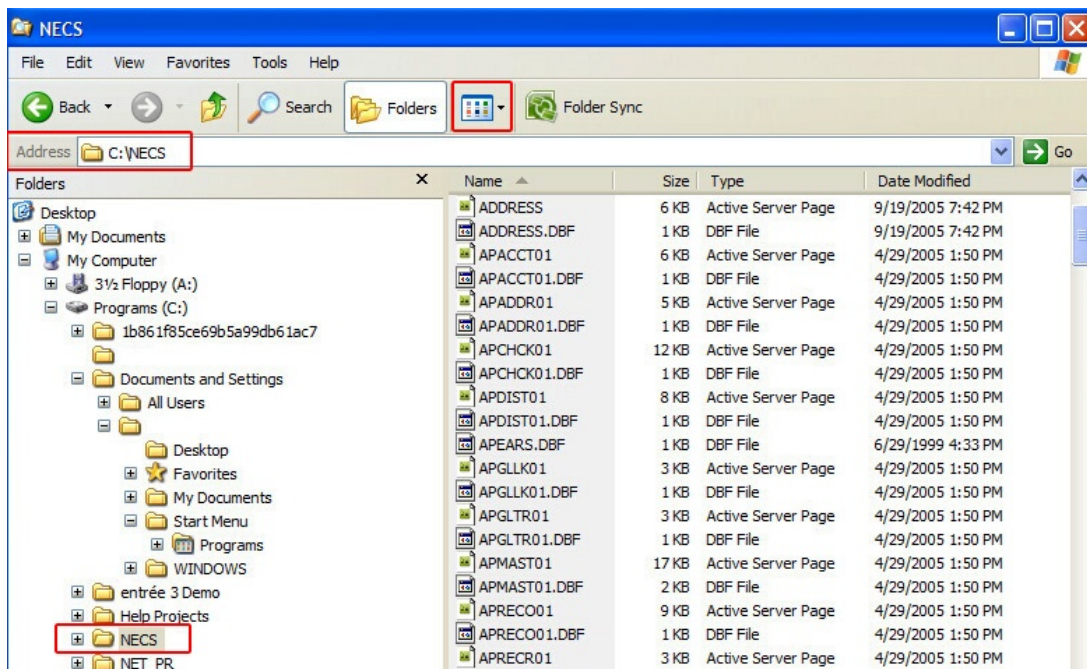 NECS
File Edit View Favorites Tools Help
Back Search Folders Folder Sync
Address C:\NECS Go
Folders X Name Size Type Date Modified
Desktop
My Documents
My Computer
3½ Floppy (A:)
Programs (C:)
1b861f85ce69b5a99db61ac7
Documents and Settings
All Users
Desktop
Favorites
My Documents
Start Menu
Programs
WINDOWS
entrée 3 Demo
Help Projects
NECS
NET_PR
ADDRESS 6 KB Active Server Page 9/19/2005 7:42 PM
ADDRESS.DBF 1 KB DBF File 9/19/2005 7:42 PM
APACCT01 6 KB Active Server Page 4/29/2005 1:50 PM
APACCT01.DBF 1 KB DBF File 4/29/2005 1:50 PM
APADDR01 5 KB Active Server Page 4/29/2005 1:50 PM
APADDR01.DBF 1 KB DBF File 4/29/2005 1:50 PM
APCHCK01 12 KB Active Server Page 4/29/2005 1:50 PM
APCHCK01.DBF 1 KB DBF File 4/29/2005 1:50 PM
APDIST01 8 KB Active Server Page 4/29/2005 1:50 PM
APDIST01.DBF 1 KB DBF File 4/29/2005 1:50 PM
APEARS.DBF 1 KB DBF File 6/29/1999 4:33 PM
APGLLK01 3 KB Active Server Page 4/29/2005 1:50 PM
APGLLK01.DBF 1 KB DBF File 4/29/2005 1:50 PM
APGLTR01 3 KB Active Server Page 4/29/2005 1:50 PM
APGLTR01.DBF 1 KB DBF File 4/29/2005 1:50 PM
APMAST01 17 KB Active Server Page 4/29/2005 1:50 PM
APMAST01.DBF 2 KB DBF File 4/29/2005 1:50 PM
APRECO01 9 KB Active Server Page 4/29/2005 1:50 PM
APRECO01.DBF 1 KB DBF File 4/29/2005 1:50 PM
APRECR01 3 KB Active Server Page 4/29/2005 1:50 PM